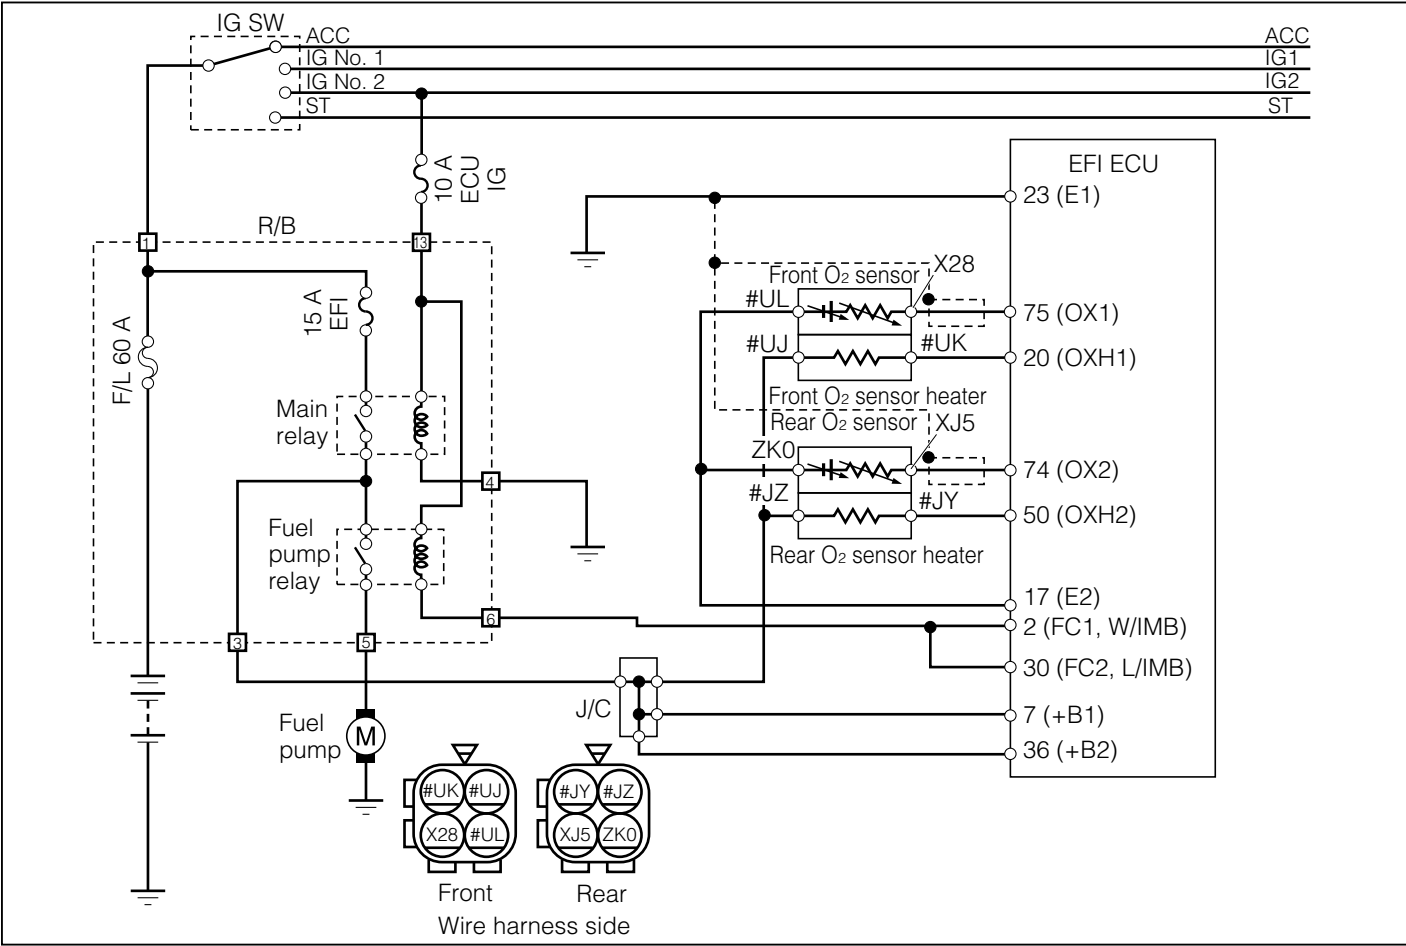 IG SW
ACC
ACC
IG No. 1
IG1
IG No. 2
IG2
ST
ST
10 A
ECU
IG
EFI ECU
23 (E1)
R/B
1
13
15 A
EFI
F/L 60 A
Front O2 sensor
X28
#UL
75 (OX1)
#UJ
#UK
20 (OXH1)
Front O2 sensor heater
Main
relay
Rear O2 sensor
XJ5
ZK0
74 (OX2)
4
#JZ
#JY
50 (OXH2)
Fuel
pump
relay
Rear O2 sensor heater
17 (E2)
6
2 (FC1, W/IMB)
3
5
30 (FC2, L/IMB)
J/C
7 (+B1)
Fuel
pump
M
36 (+B2)
#UK
#UJ
#JY
#JZ
X28
#UL
XJ5
ZK0
Front
Rear
Wire harness side